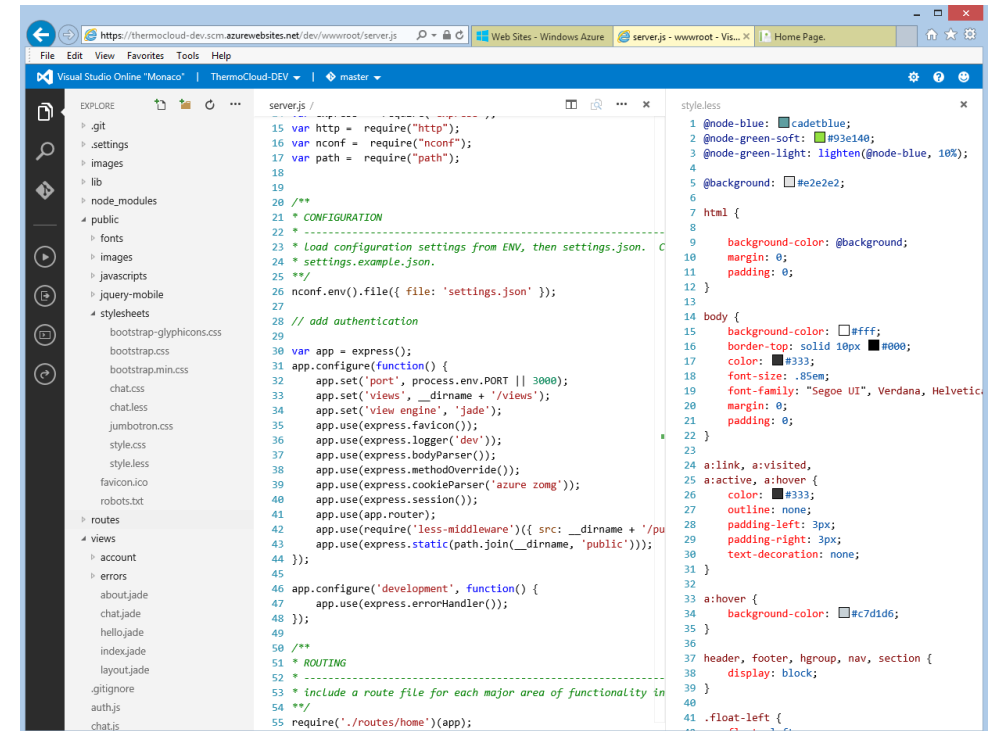 https://thermocloud-dev.scm.azurewebsites.net/dev/wwwroot/server.js
Web Sites - Windows Azure
server.js - wwwroot - Vis...
Home Page.
File Edit View Favorites Tools Help
Visual Studio Online "Monaco" | ThermoCloud-DEV | master
EXPLORE
.git
.settings
images
lib
node_modules
public
fonts
images
javascripts
jquery-mobile
stylesheets
bootstrap-glyphicons.css
bootstrap.css
bootstrap.min.css
chat.css
chat.less
jumbotron.css
style.css
style.less
favicon.ico
robots.txt
routes
views
account
errors
about.jade
chat.jade
hello.jade
index.jade
layout.jade
.gitignore
auth.js
chat.js
server.js /
15 var http =  require("http");
16 var nconf =  require("nconf");
17 var path =  require("path");
18
19
20 /**
21 * CONFIGURATION
22 * -------------------------------------------------------------
23 * load configuration settings from ENV, then settings.json.  C
24 * settings.example.json.
25 **/
26 nconf.env().file({ file: 'settings.json' });
27
28 // add authentication
29
30 var app = express();
31 app.configure(function() {
32     app.set('port', process.env.PORT || 3000);
33     app.set('views', __dirname + '/views');
34     app.set('view engine', 'jade');
35     app.use(express.favicon());
36     app.use(express.logger('dev'));
37     app.use(express.bodyParser());
38     app.use(express.methodOverride());
39     app.use(express.cookieParser('azure zomg'));
40     app.use(express.session());
41     app.use(app.router);
42     app.use(require('less-middleware')({ src: __dirname + '/pu
43     app.use(express.static(path.join(__dirname, 'public')));
44 });
45
46 app.configure('development', function() {
47     app.use(express.errorHandler());
48 });
49
50 /**
51 * ROUTING
52 * -------------------------------------------------------------
53 * include a route file for each major area of functionality in
54 **/
55 require('./routes/home')(app);
style.less
1 @node-blue: cadetblue;
2 @node-green-soft: #93e140;
3 @node-green-light: lighten(@node-blue, 10%);
4
5 @background: #e2e2e2;
6
7 html {
8
9     background-color: @background;
10     margin: 0;
11     padding: 0;
12 }
13
14 body {
15     background-color: #fff;
16     border-top: solid 10px #000;
17     color: #333;
18     font-size: .85em;
19     font-family: "Segoe UI", Verdana, Helvetica
20     margin: 0;
21     padding: 0;
22 }
23
24 a:link, a:visited,
25 a:active, a:hover {
26     color: #333;
27     outline: none;
28     padding-left: 3px;
29     padding-right: 3px;
30     text-decoration: none;
31 }
32
33 a:hover {
34     background-color: #c7d1d6;
35 }
36
37 header, footer, hgroup, nav, section {
38     display: block;
39 }
40
41 .float-left {